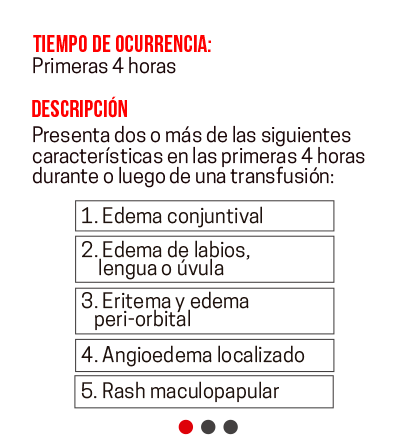 TIEMPO DE OCURRENCIA:
Primeras 4 horas
DESCRIPCIÓN
Presenta dos o más de las siguientes
características en las primeras 4 horas
durante o luego de una transfusión:
1. Edema conjuntival
2. Edema de labios,
lengua o úvula
3. Eritema y edema
peri-orbital
4. Angioedema localizado
5. Rash maculopapular